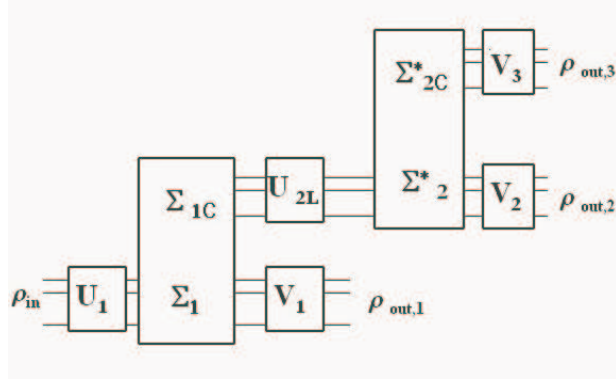 Σ*2C V3 ρ out,3
Σ1C U2L Σ*2 V2 ρ out,2
ρin U1 Σ1 V1 ρ out,1